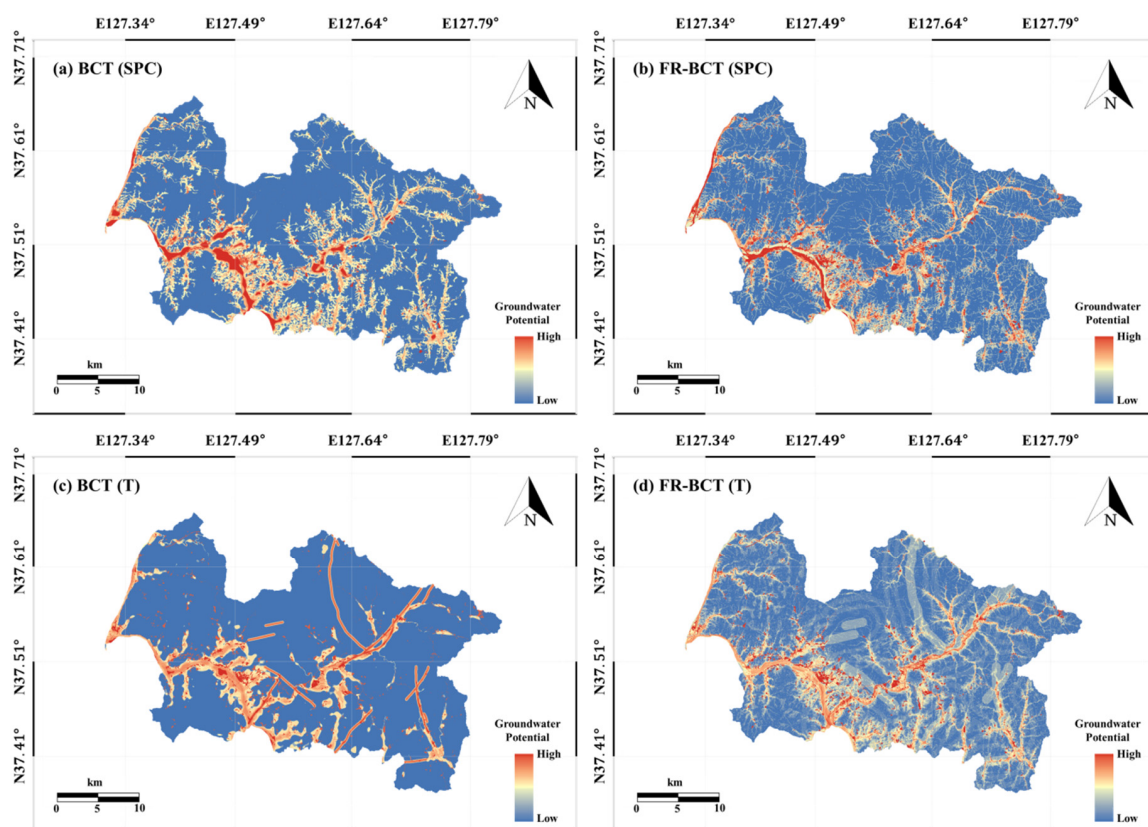 E127.34° E127.49° E127.64° E127.79° E127.34° E127.49° E127.64° E127.79°
N37.71° N37.61° N37.51° N37.41°
(a) BCT (SPC)
N
Groundwater
Potential
High
Low
km
0 5 10
N37.71° N37.61° N37.51° N37.41°
(b) FR-BCT (SPC)
N
Groundwater
Potential
High
Low
km
0 5 10
E127.34° E127.49° E127.64° E127.79° E127.34° E127.49° E127.64° E127.79°
N37.71° N37.61° N37.51° N37.41°
(c) BCT (T)
N
Groundwater
Potential
High
Low
km
0 5 10
N37.71° N37.61° N37.51° N37.41°
(d) FR-BCT (T)
N
Groundwater
Potential
High
Low
km
0 5 10